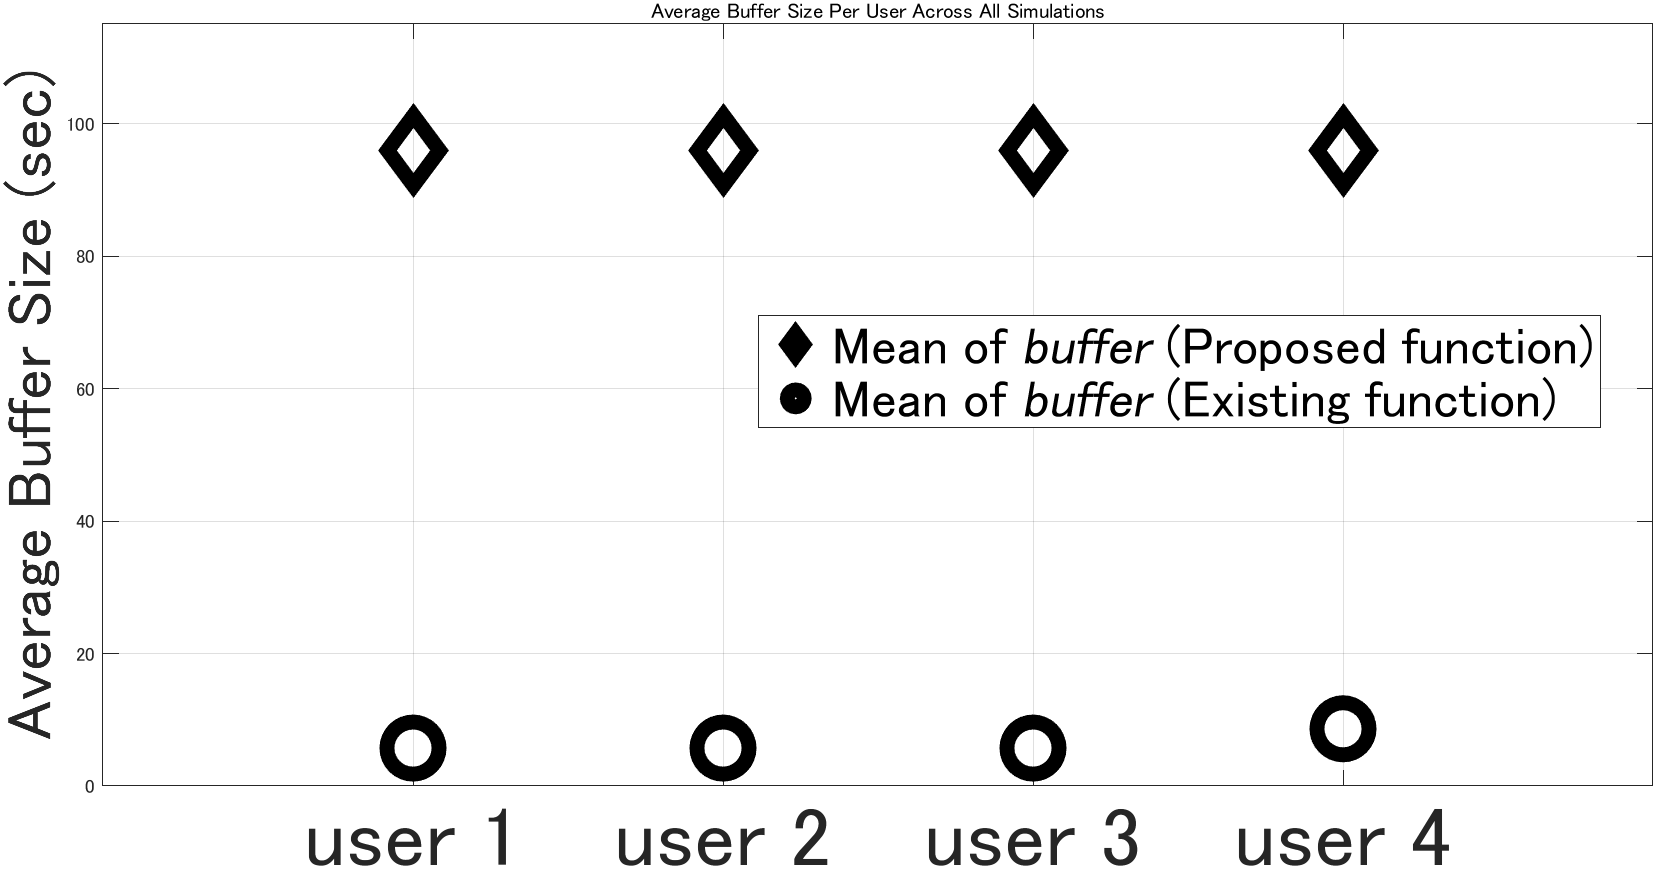 Average Buffer Size Per User Across All Simulations
Average Buffer Size (sec)
100
80
60
40
20
0
Mean of buffer (Proposed function)
Mean of buffer (Existing function)
user 1
user 2
user 3
user 4